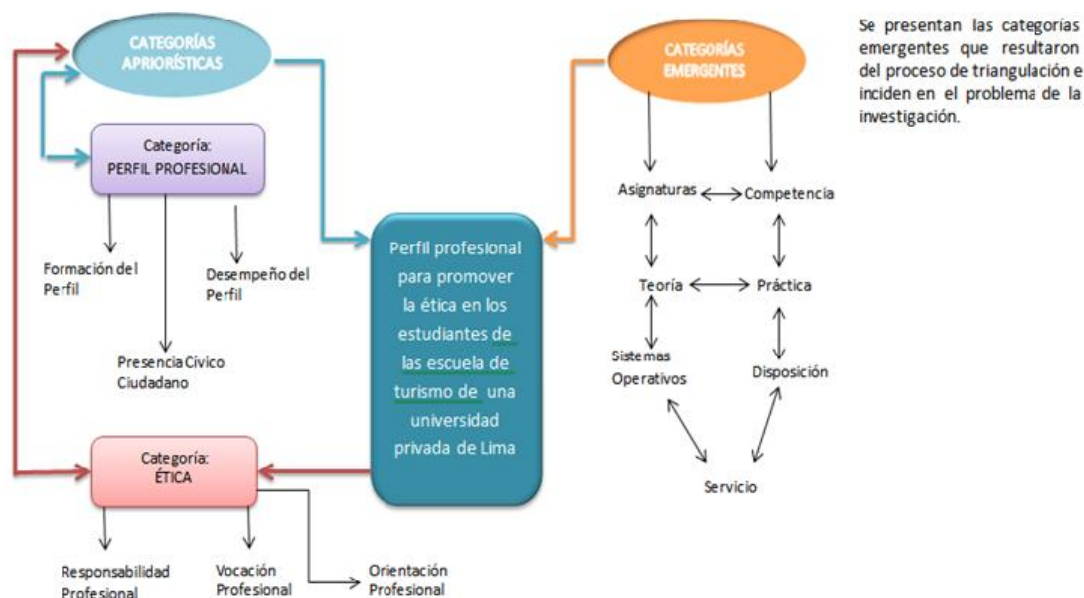 CATEGORÍAS
APRIORÍSTICAS
CATEGORÍAS
EMERGENTES
Se presentan las categorías
emergentes que resultaron
del proceso de triangulación e
inciden en el problema de la
investigación.
Categoría:
PERFIL PROFESIONAL
Formación del
Perfil
Desempeño del
Perfil
Presencia Cívico
Ciudadano
Perfil profesional
para promover
la ética en los
estudiantes de
las escuela de
turismo de una
universidad
privada de Lima
Asignaturas
Competencia
Teoría
Práctica
Sistemas
Operativos
Disposición
Servicio
Categoría:
ÉTICA
Responsabilidad
Profesional
Vocación
Profesional
Orientación
Profesional